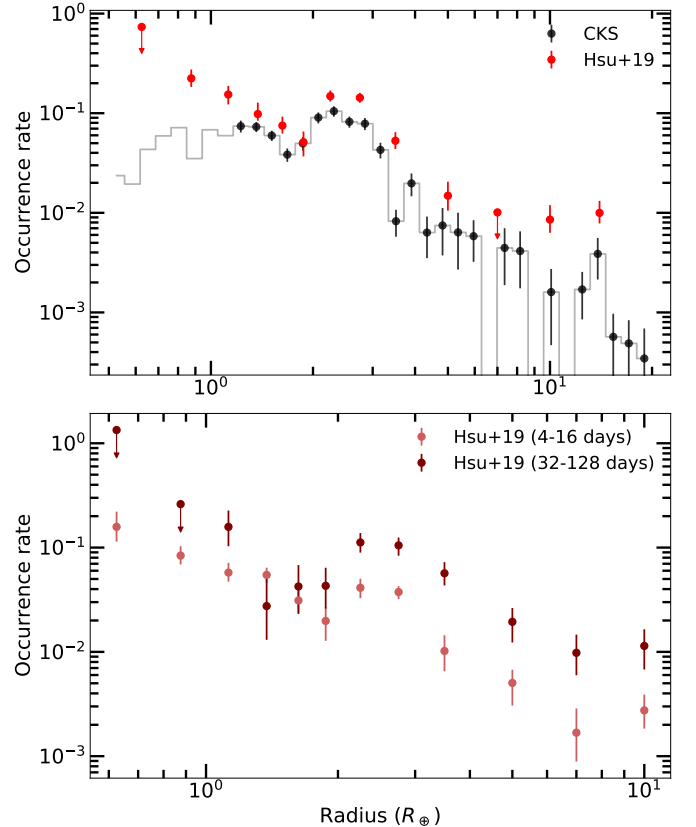 10⁰
10⁻¹
10⁻²
10⁻³
Occurrence rate
CKS
Hsu+19
10⁰
10¹
10⁰
10⁻¹
10⁻²
10⁻³
Occurrence rate
Hsu+19 (4-16 days)
Hsu+19 (32-128 days)
10⁰
10¹
Radius (R⊕)